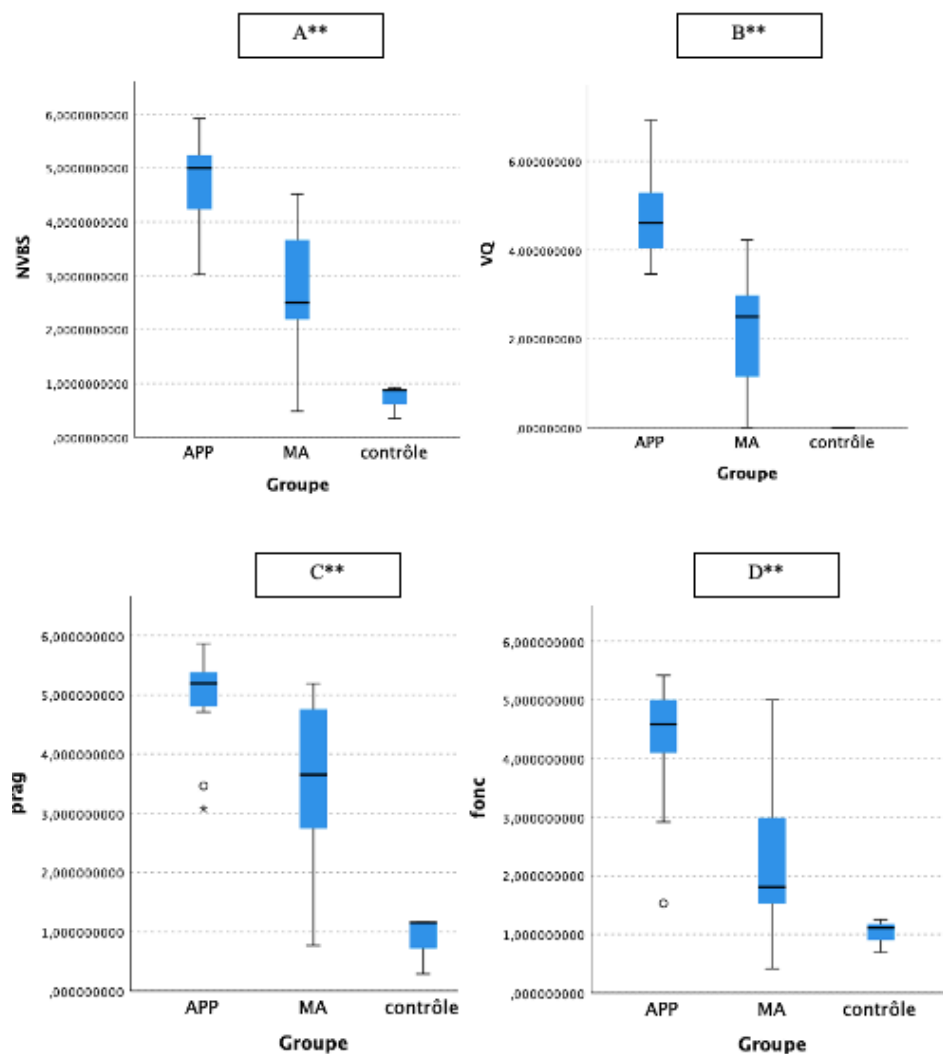 A**
NVBS
6,0000000000
5,0000000000
4,0000000000
3,0000000000
2,0000000000
1,0000000000
,0000000000
APP MA contrôle
Groupe
B**
VQ
6,000000000
4,000000000
2,000000000
,000000000
APP MA contrôle
Groupe
C**
prag
6,000000000
5,000000000
4,000000000
3,000000000
2,000000000
1,000000000
,000000000
APP MA contrôle
Groupe
D**
fonc
6,000000000
5,000000000
4,000000000
3,000000000
2,000000000
1,000000000
,000000000
APP MA contrôle
Groupe